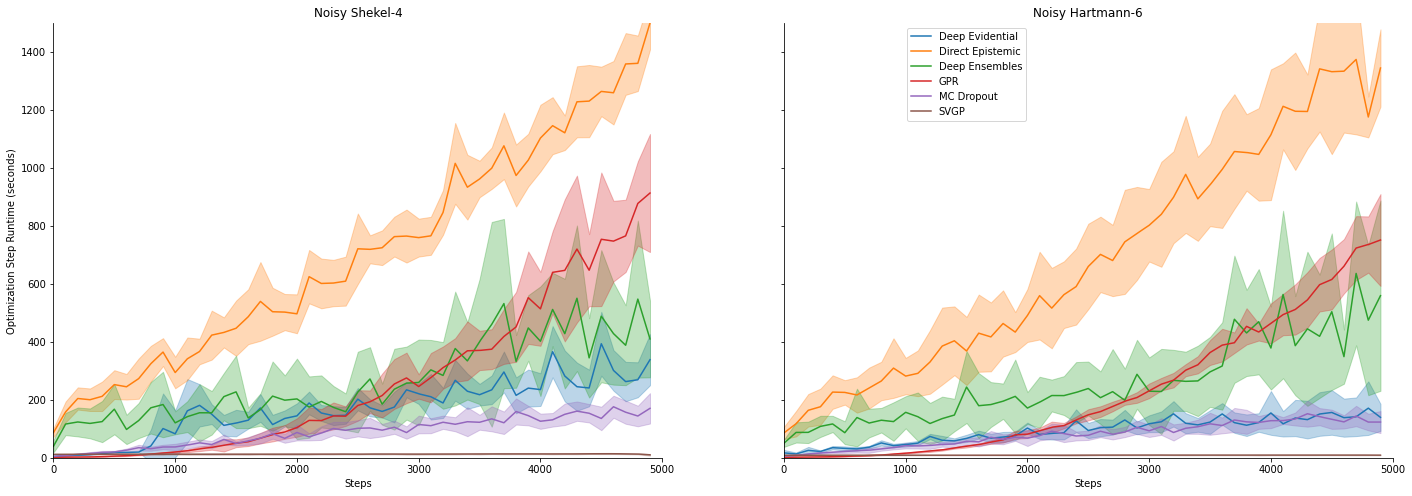 Noisy Shekel-4
Optimization Step Runtime (seconds)
1400
1200
1000
800
600
400
200
0
0 1000 2000 3000 4000 5000
Steps
Noisy Hartmann-6
Deep Evidential
Direct Epistemic
Deep Ensembles
GPR
MC Dropout
SVGP
0 1000 2000 3000 4000 5000
Steps